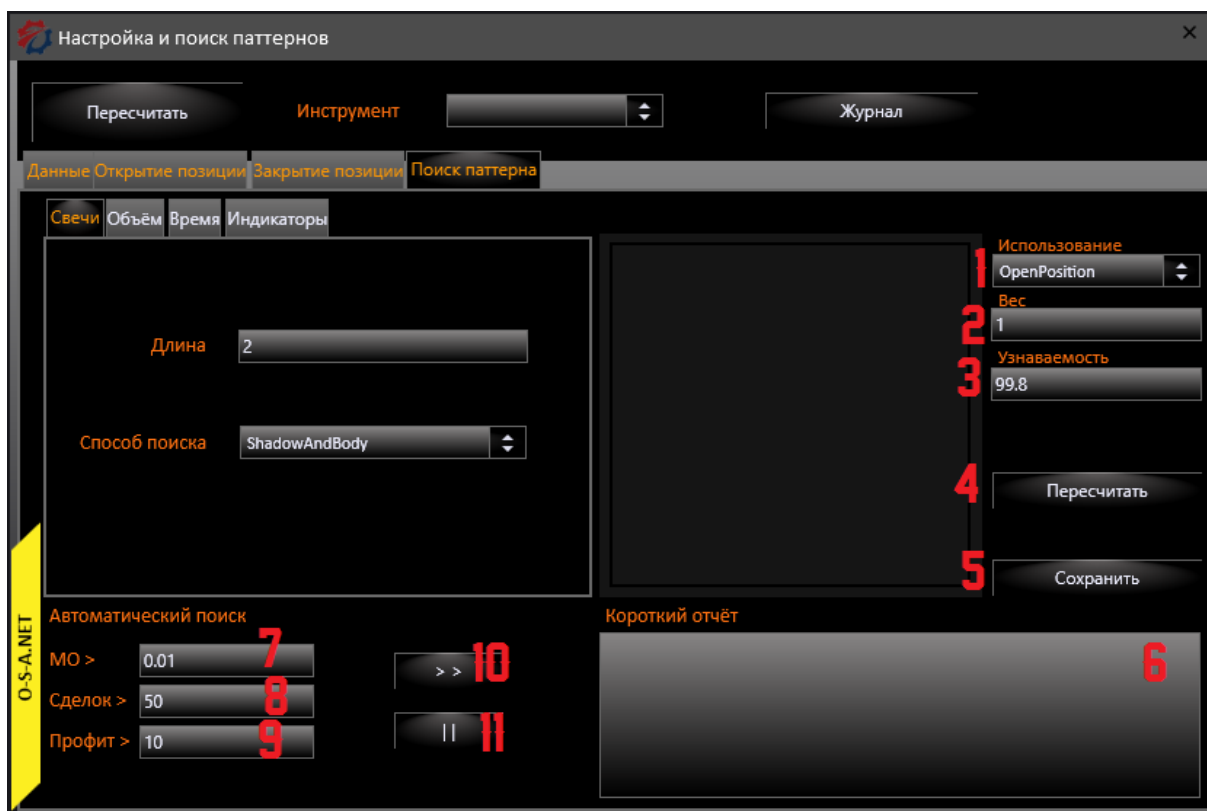 Настройка и поиск паттернов
Пересчитать Инструмент Журнал
Данные Открытие позиции Закрытие позиции Поиск паттерна
Свечи Объём Время Индикаторы
Использование
1 OpenPosition
Вес
2 1
Длина 2
Узнаваемость
3 99.8
Способ поиска ShadowAndBody
4 Пересчитать
5 Сохранить
Автоматический поиск 7 Короткий отчёт
МО > 0.01 >> 10 6
Сделок > 50 8
Профит > 10 9 || 11
O-S-A.NET